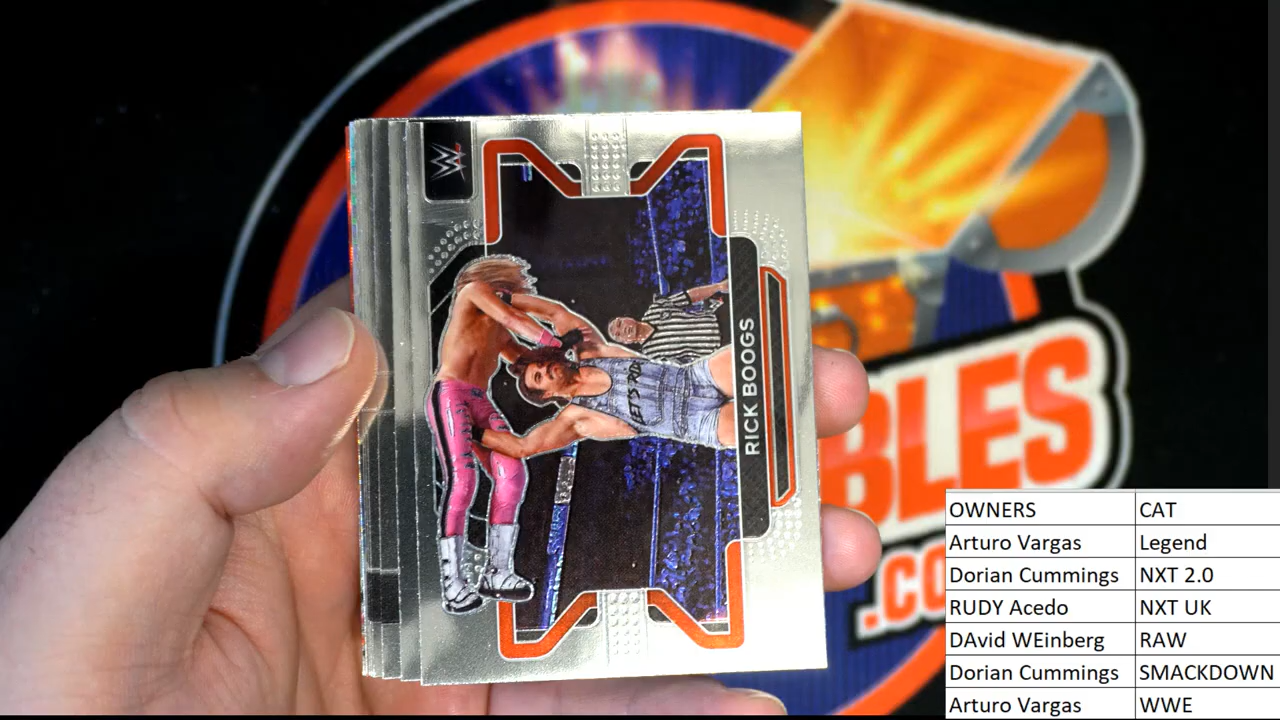 W
RICK BOOGS
LET'S
BLES
.CO
OWNERS CAT
Arturo Vargas Legend
Dorian Cummings NXT 2.0
RUDY Acedo NXT UK
DAvid WEinberg RAW
Dorian Cummings SMACKDOWN
Arturo Vargas WWE